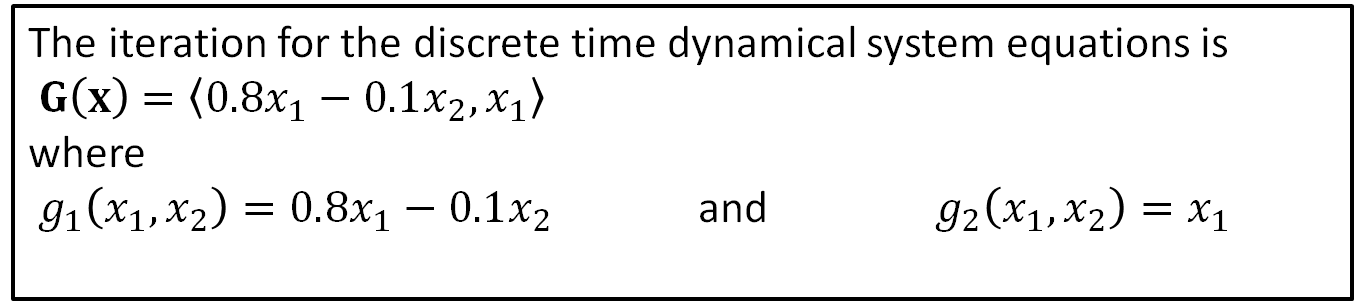 The iteration for the discrete time dynamical system equations is
𝐆(𝐱) = ⟨0.8𝑥₁ − 0.1𝑥₂, 𝑥₁⟩
where
𝑔₁(𝑥₁, 𝑥₂) = 0.8𝑥₁ − 0.1𝑥₂ and 𝑔₂(𝑥₁, 𝑥₂) = 𝑥₁